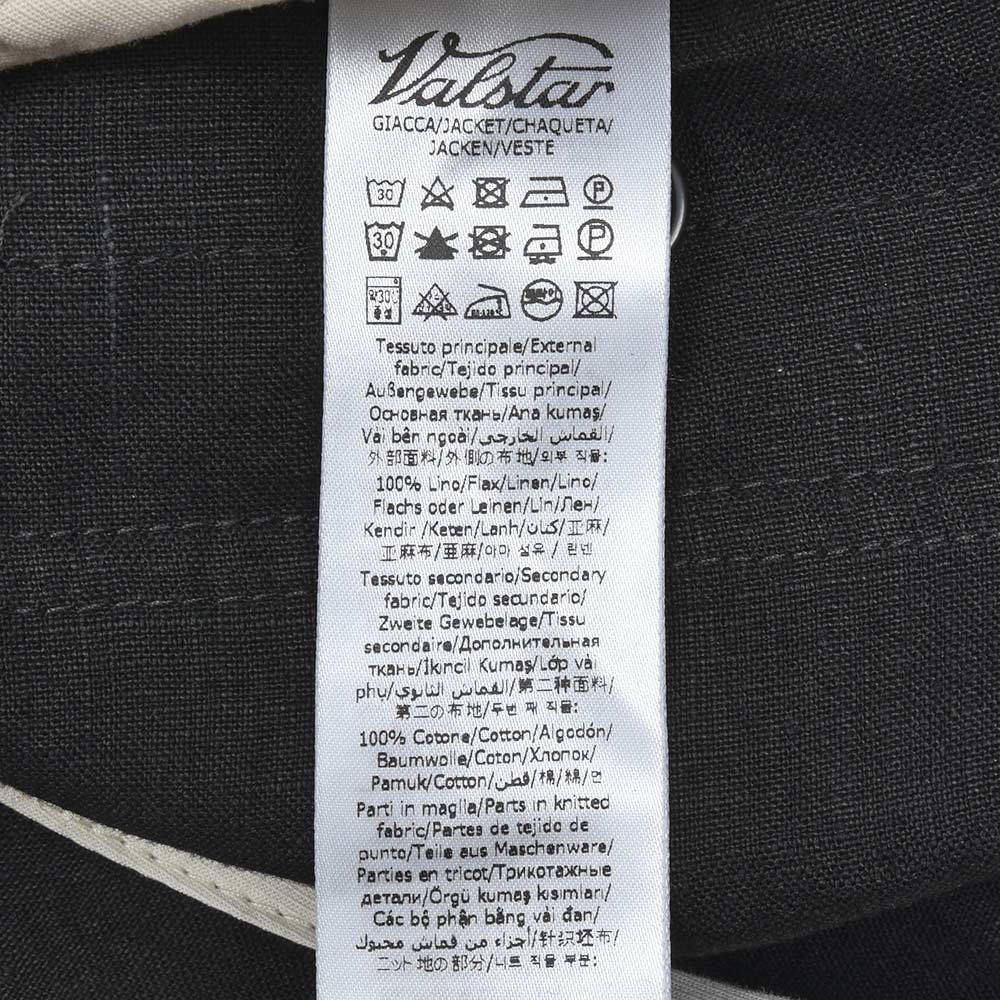 Valstar
GIACCA/JACKET/CHAQUETA/
JACKEN/VESTE
30 P
30 P
Tessuto principale/External
fabric/Tejido principal/
Außengewebe/Tissu principal/
Основная ткань/Ana kumaş/
Vải bên ngoài/القماش الخارجي/
外部面料/外側の布地/외부 직물:
100% Lino/Flax/Linen/Lino/
Flachs oder Leinen/Lin/Лен/
Kendir /Keten/Lanh/كتان/亚麻/
亚麻布/亜麻/아마 섬유 / 린넨
Tessuto secondario/Secondary
fabric/Tejido secundario/
Zweite Gewebelage/Tissu
secondaire/Дополнительная
ткань/İkincil Kumaş/Lớp vải
phụ/القماش الثانوي/第二种面料/
第二の布地/두번 째 직물:
100% Cotone/Cotton/Algodón/
Baumwolle/Coton/Хлопок/
Pamuk/Cotton/قطن/棉/綿/면
Parti in maglia/Parts in knitted
fabric/Partes de tejido de
punto/Teile aus Maschenware/
Parties en tricot/Трикотажные
детали/Örgü kumaş kısımları/
Các bộ phận bằng vải đan/
أجزاء من قماش محبوك/针织坯布/
ニット地の部分/니트 직물 부분: